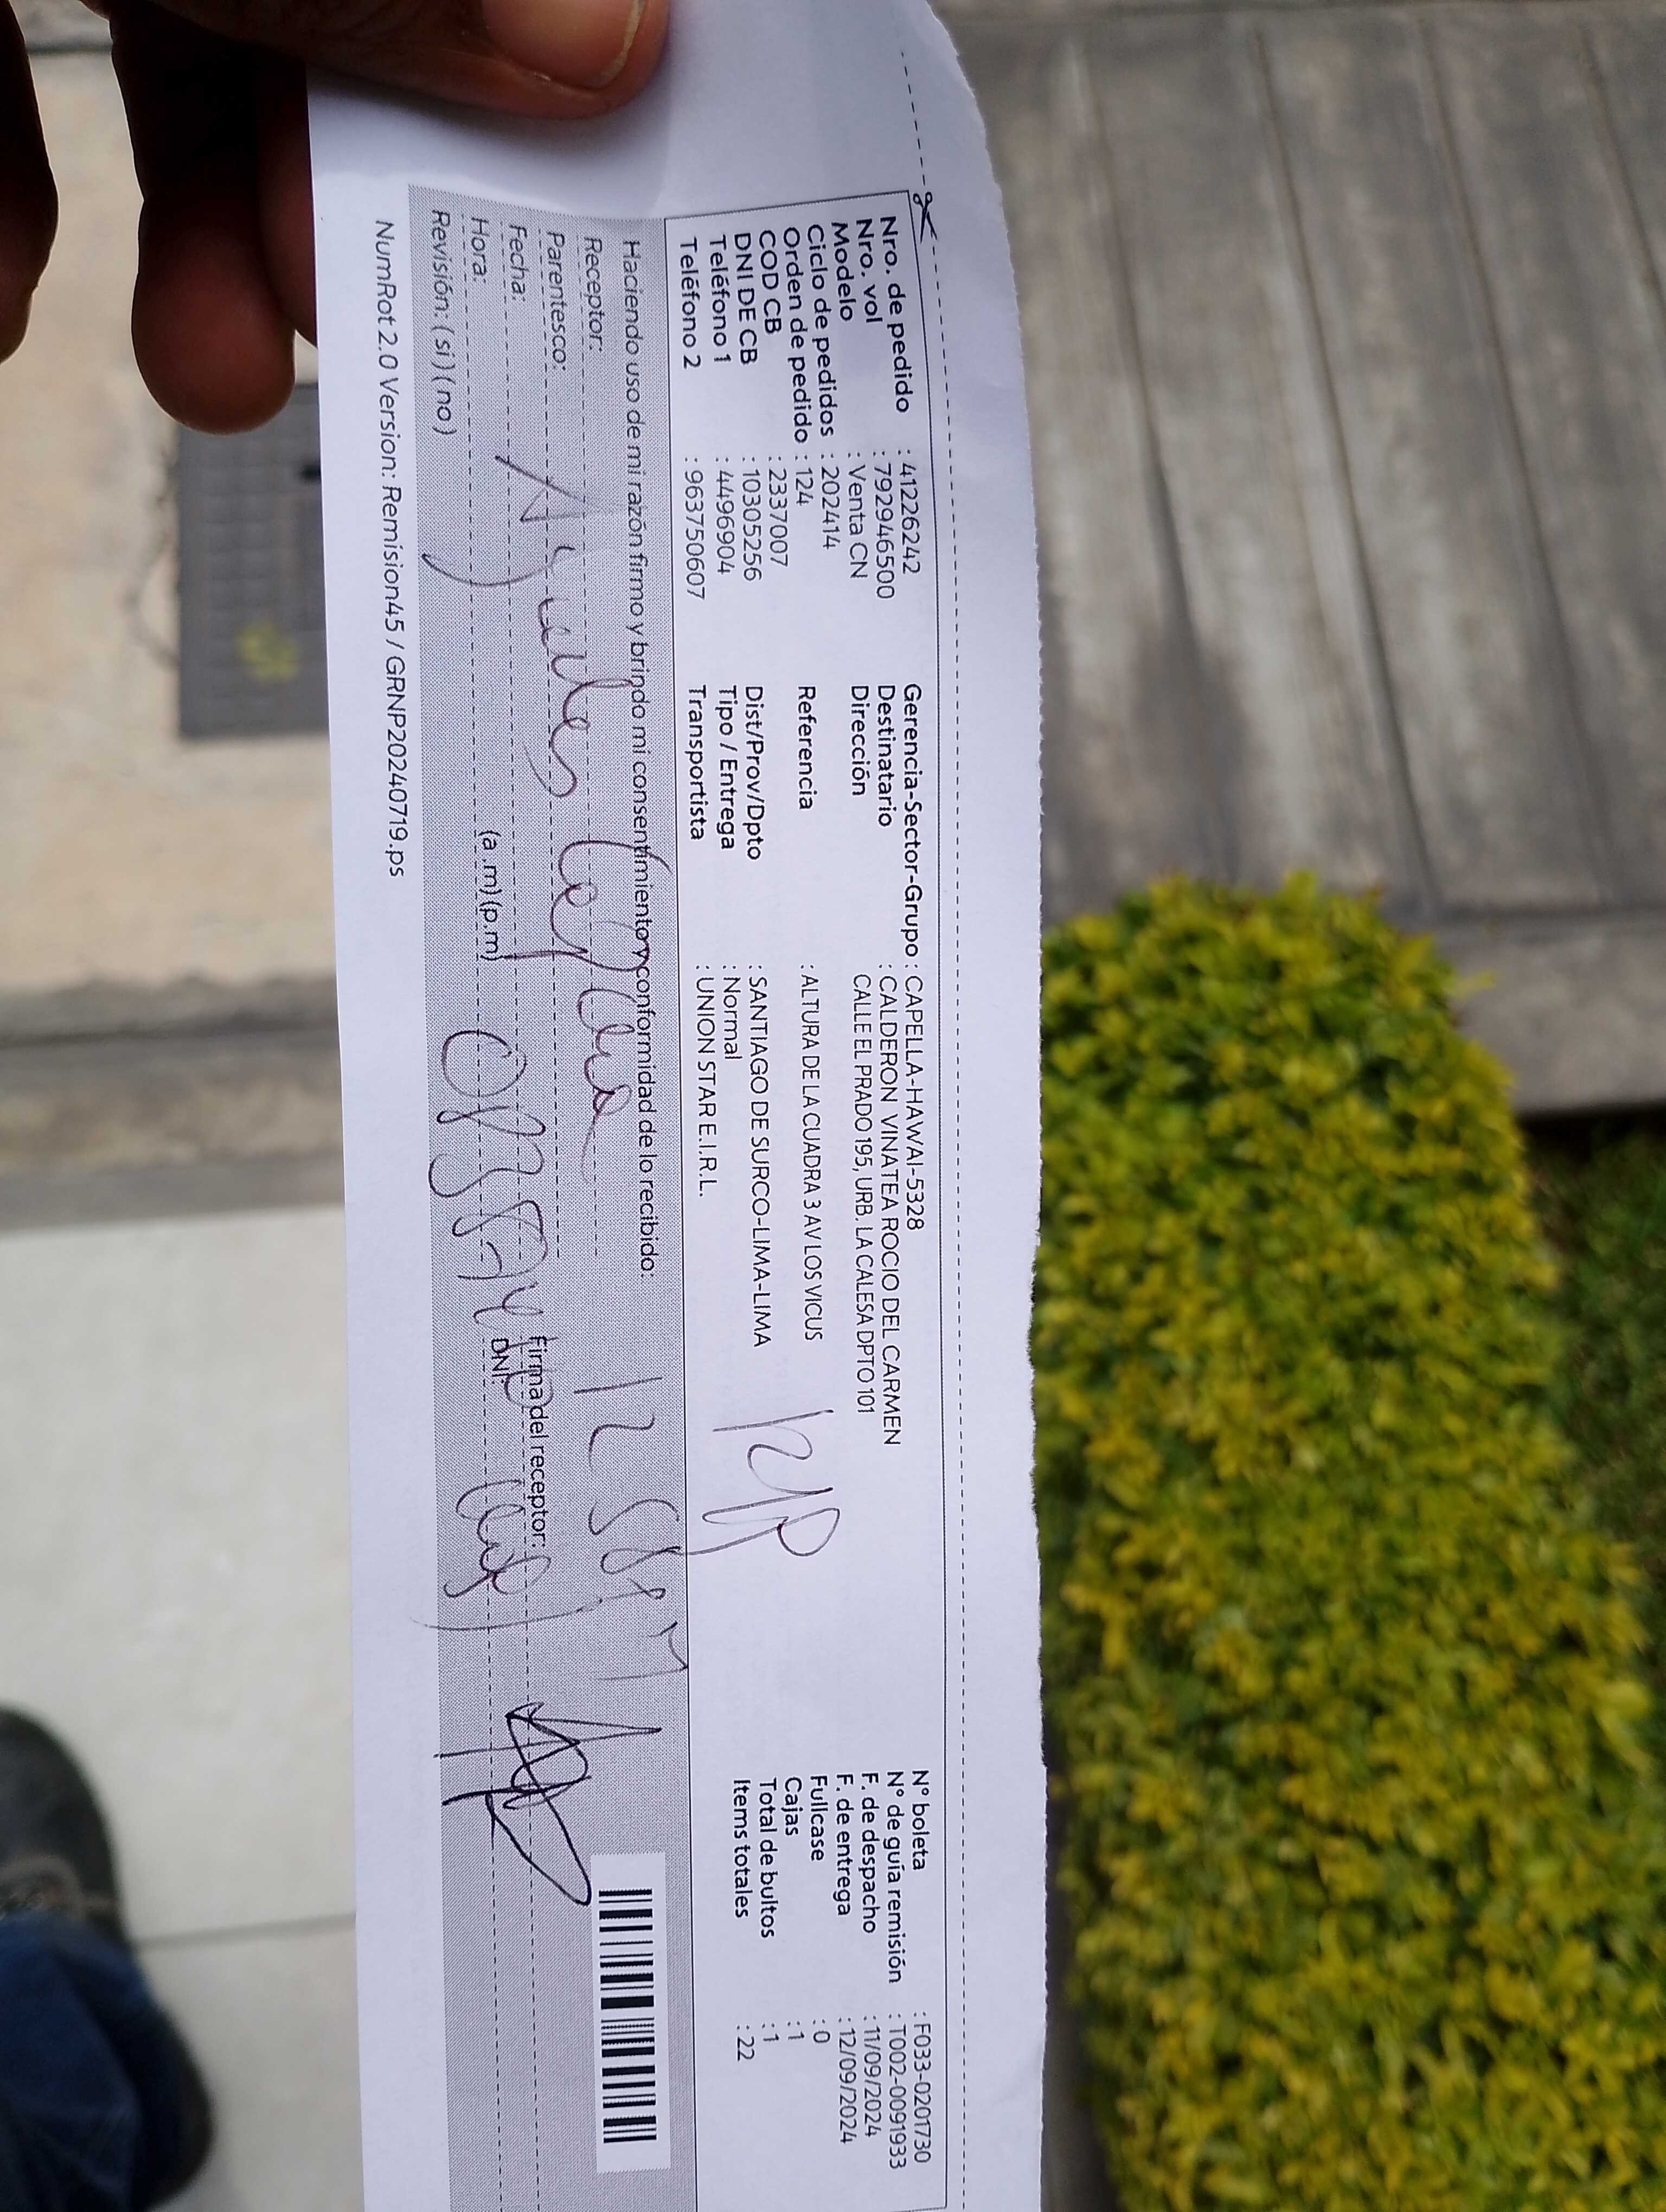 Nro. de pedido : 41226242
Nro. vol : 792946500
Modelo : Venta CN
Ciclo de pedidos : 202414
Orden de pedido : 124
COD CB : 2337007
DNI DE CB : 10305256
Teléfono 1 : 4496904
Teléfono 2 : 963750607
Gerencia-Sector-Grupo : CAPELLA-HAWAI-5328
Destinatario : CALDERON VINATEA ROCIO DEL CARMEN
Dirección CALLE EL PRADO 195, URB. LA CALESA DPTO 101
Referencia : ALTURA DE LA CUADRA 3 AV LOS VICUS
Dist/Prov/Dpto : SANTIAGO DE SURCO-LIMA-LIMA
Tipo / Entrega : Normal
Transportista : UNION STAR E.I.R.L.
N° boleta : F033-0201730
N° de guía remisión : T002-0091933
F. de despacho : 11/09/2024
F. de entrega : 12/09/2024
Fullcase : 0
Cajas : 1
Total de bultos : 1
Items totales : 22
Haciendo uso de mi razón firmo y brindo mi consentimiento y conformidad de lo recibido:
Receptor:
Parentesco:
Fecha:
Hora: (a.m)(p.m)
Revisión: (si)(no)
Firma del receptor:
DNI:
NumRot 2.0 Version: Remision45 / GRNP20240719.ps